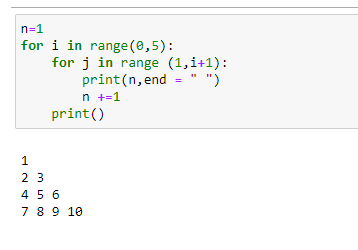 n=1
for i in range(0,5):
    for j in range (1,i+1):
        print(n,end = " ")
        n +=1
    print()

1
2 3
4 5 6
7 8 9 10